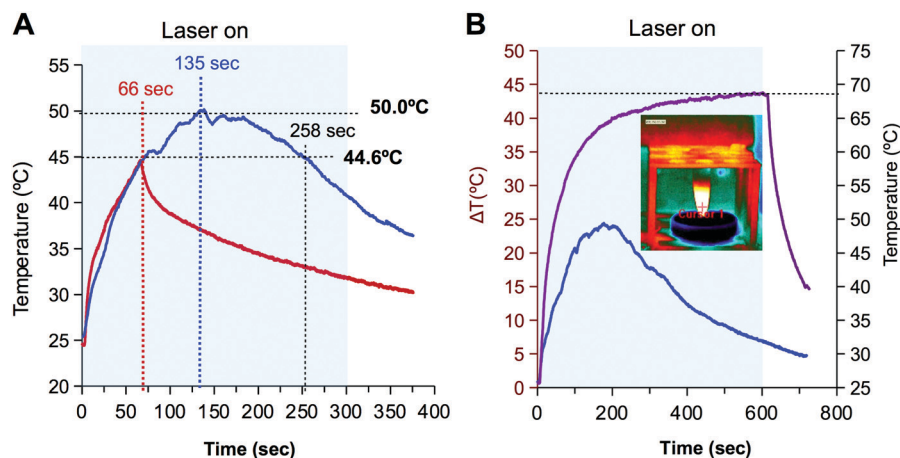 A
Laser on
Temperature (ºC)
55
50
45
40
35
30
25
20
66 sec
135 sec
50.0ºC
258 sec
44.6ºC
0
50
100
150
200
250
300
350
400
Time (sec)
B
Laser on
ΔT(ºC)
50
45
40
35
30
25
20
15
10
5
0
Cursor 1
75
70
65
60
55
50
45
40
35
30
25
Temperature (ºC)
0
200
400
600
800
Time (sec)